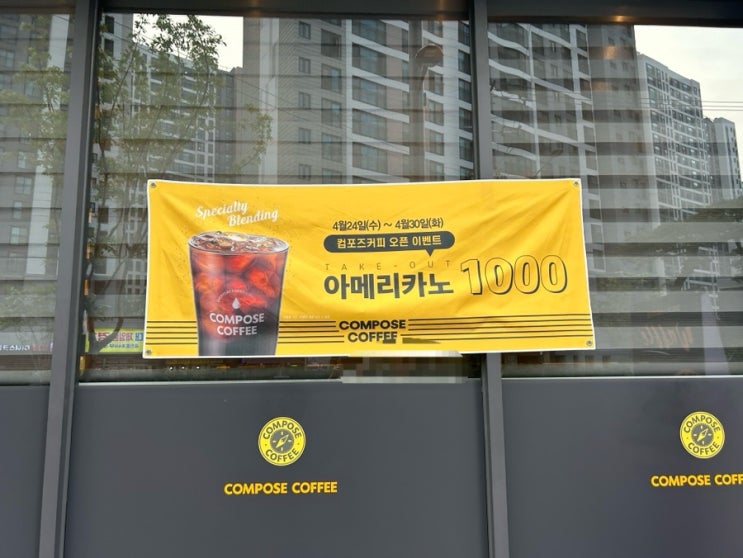 Specialty
Blending
4월24일(수) ~ 4월30일(화)
컴포즈커피 오픈 이벤트
TAKE-OUT
아메리카노 1000
COMPOSE
COFFEE
COMPOSE
COFFEE
COMPOSE
COFFEE
COMPOSE COFFEE
COMPOSE
COFFEE
COMPOSE COFF